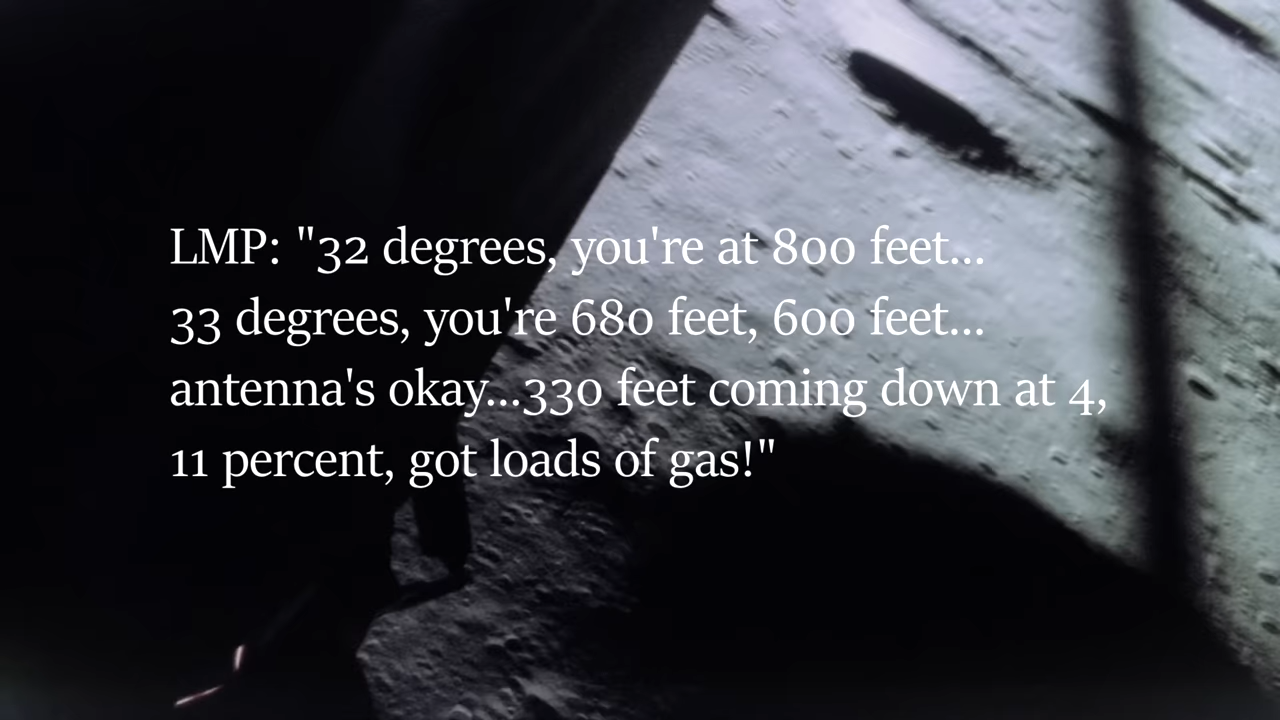 LMP: "32 degrees, you're at 800 feet...
33 degrees, you're 680 feet, 600 feet...
antenna's okay...330 feet coming down at 4,
11 percent, got loads of gas!"